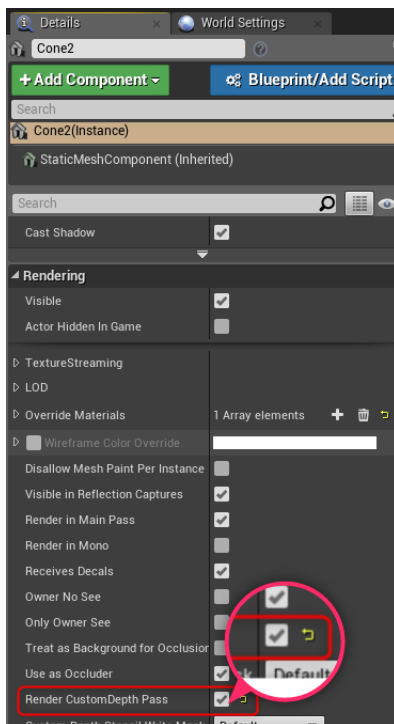 Details
World Settings
Cone2
+ Add Component
Blueprint/Add Script
Search
Cone2(Instance)
StaticMeshComponent (Inherited)
Search
Cast Shadow
Rendering
Visible
Actor Hidden In Game
TextureStreaming
LOD
Override Materials
1 Array elements
Wireframe Color Override
Disallow Mesh Paint Per Instance
Visible in Reflection Captures
Render in Main Pass
Render in Mono
Receives Decals
Owner No See
Only Owner See
Treat as Background for Occlusion
Use as Occluder
Default
Render CustomDepth Pass